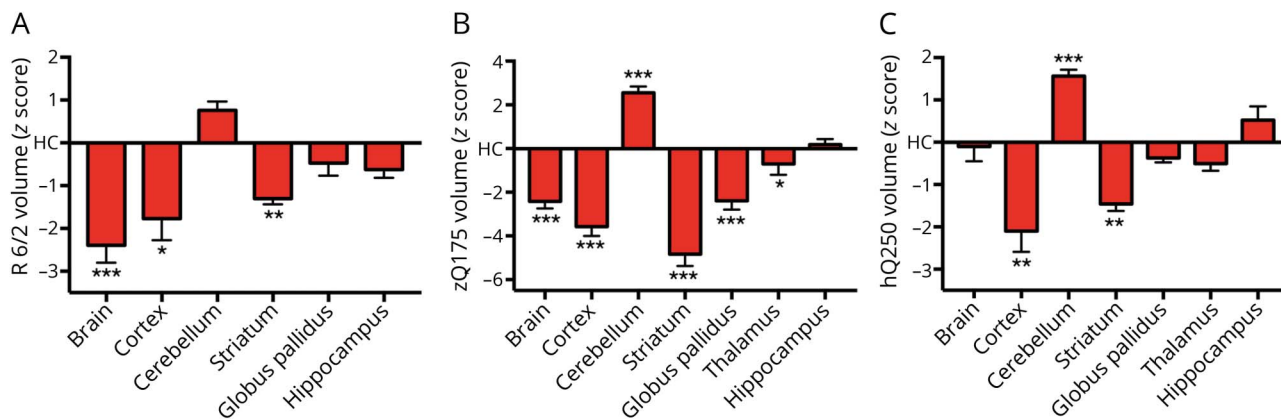 A
R 6/2 volume (z score)
2
1
HC
−1
−2
−3
***
*
**
Brain
Cortex
Cerebellum
Striatum
Globus pallidus
Hippocampus
B
zQ175 volume (z score)
4
2
HC
−2
−4
−6
***
***
***
***
***
*
Brain
Cortex
Cerebellum
Striatum
Globus pallidus
Thalamus
Hippocampus
C
hQ250 volume (z score)
2
1
HC
−1
−2
−3
**
***
**
Brain
Cortex
Cerebellum
Striatum
Globus pallidus
Thalamus
Hippocampus